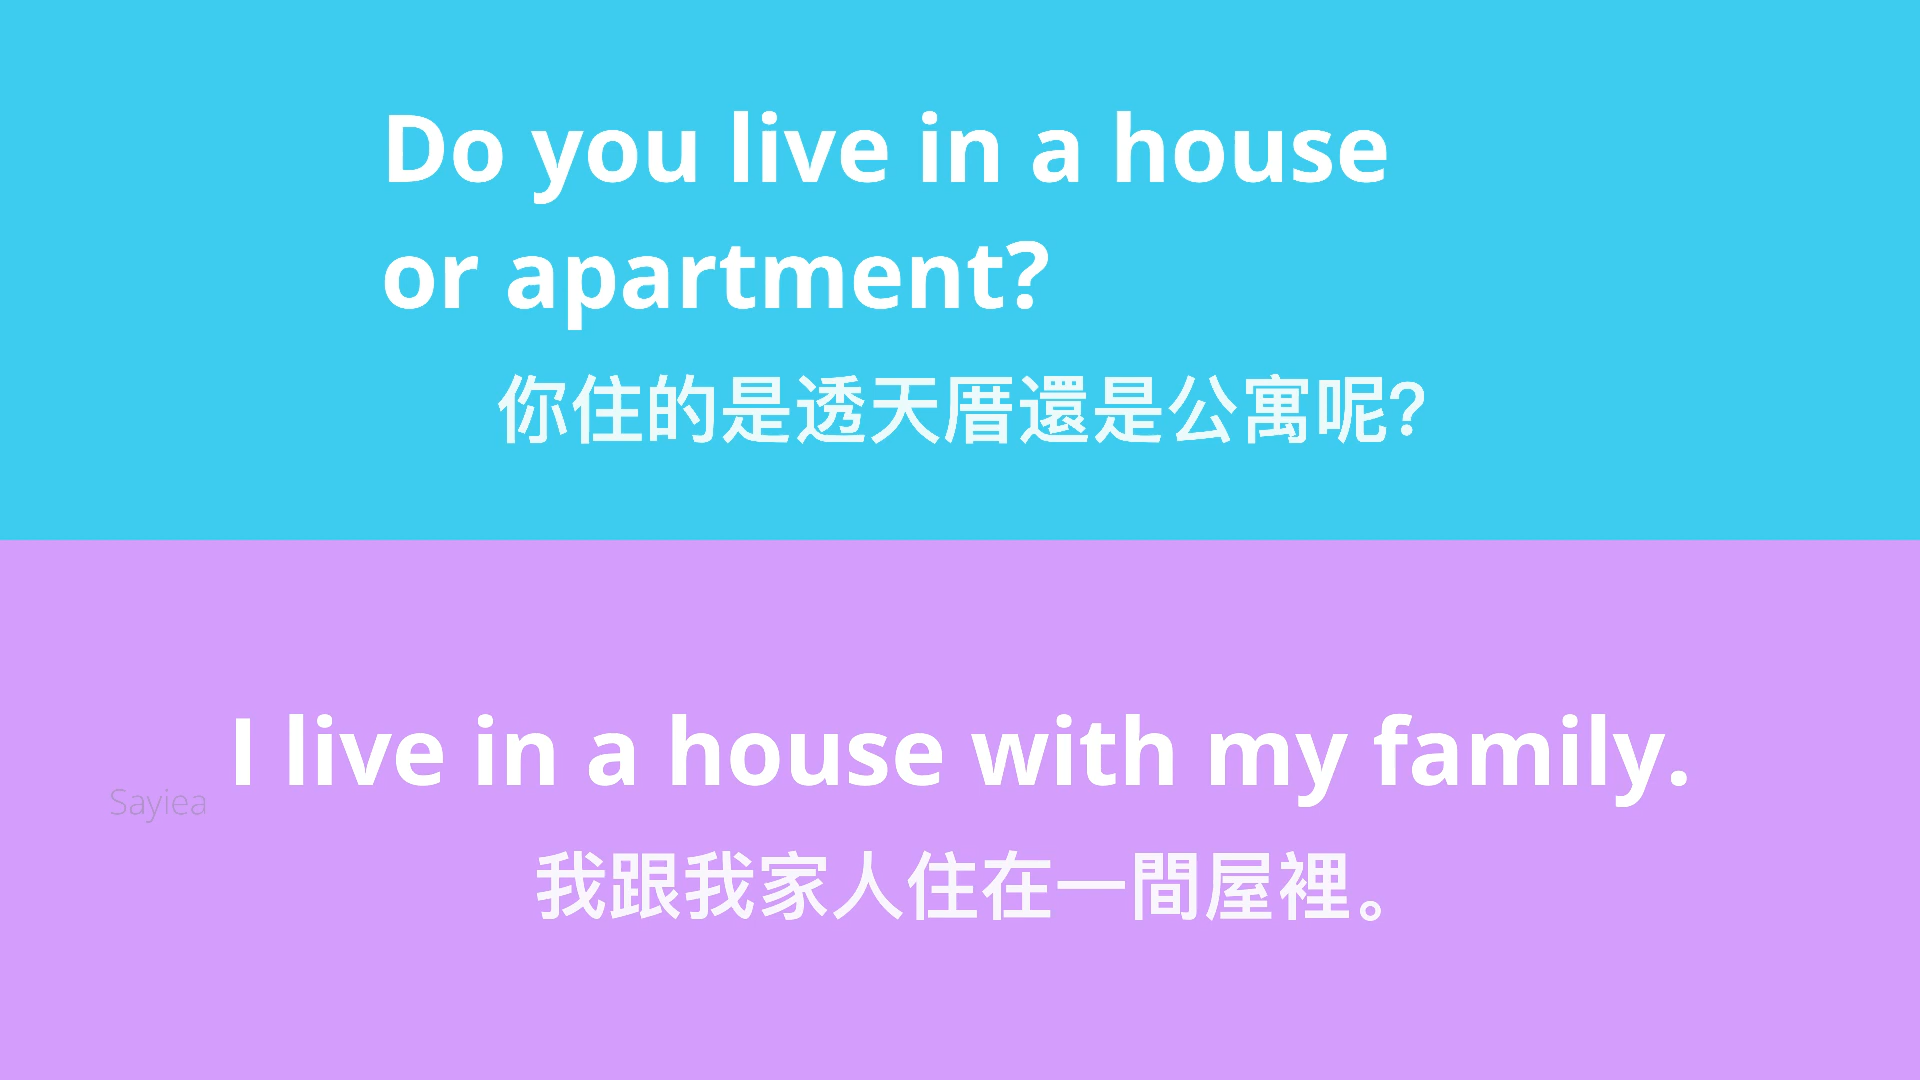 Do you live in a house
or apartment?
你住的是透天厝還是公寓呢?
I live in a house with my family.
Sayiea
我跟我家人住在一間屋裡。